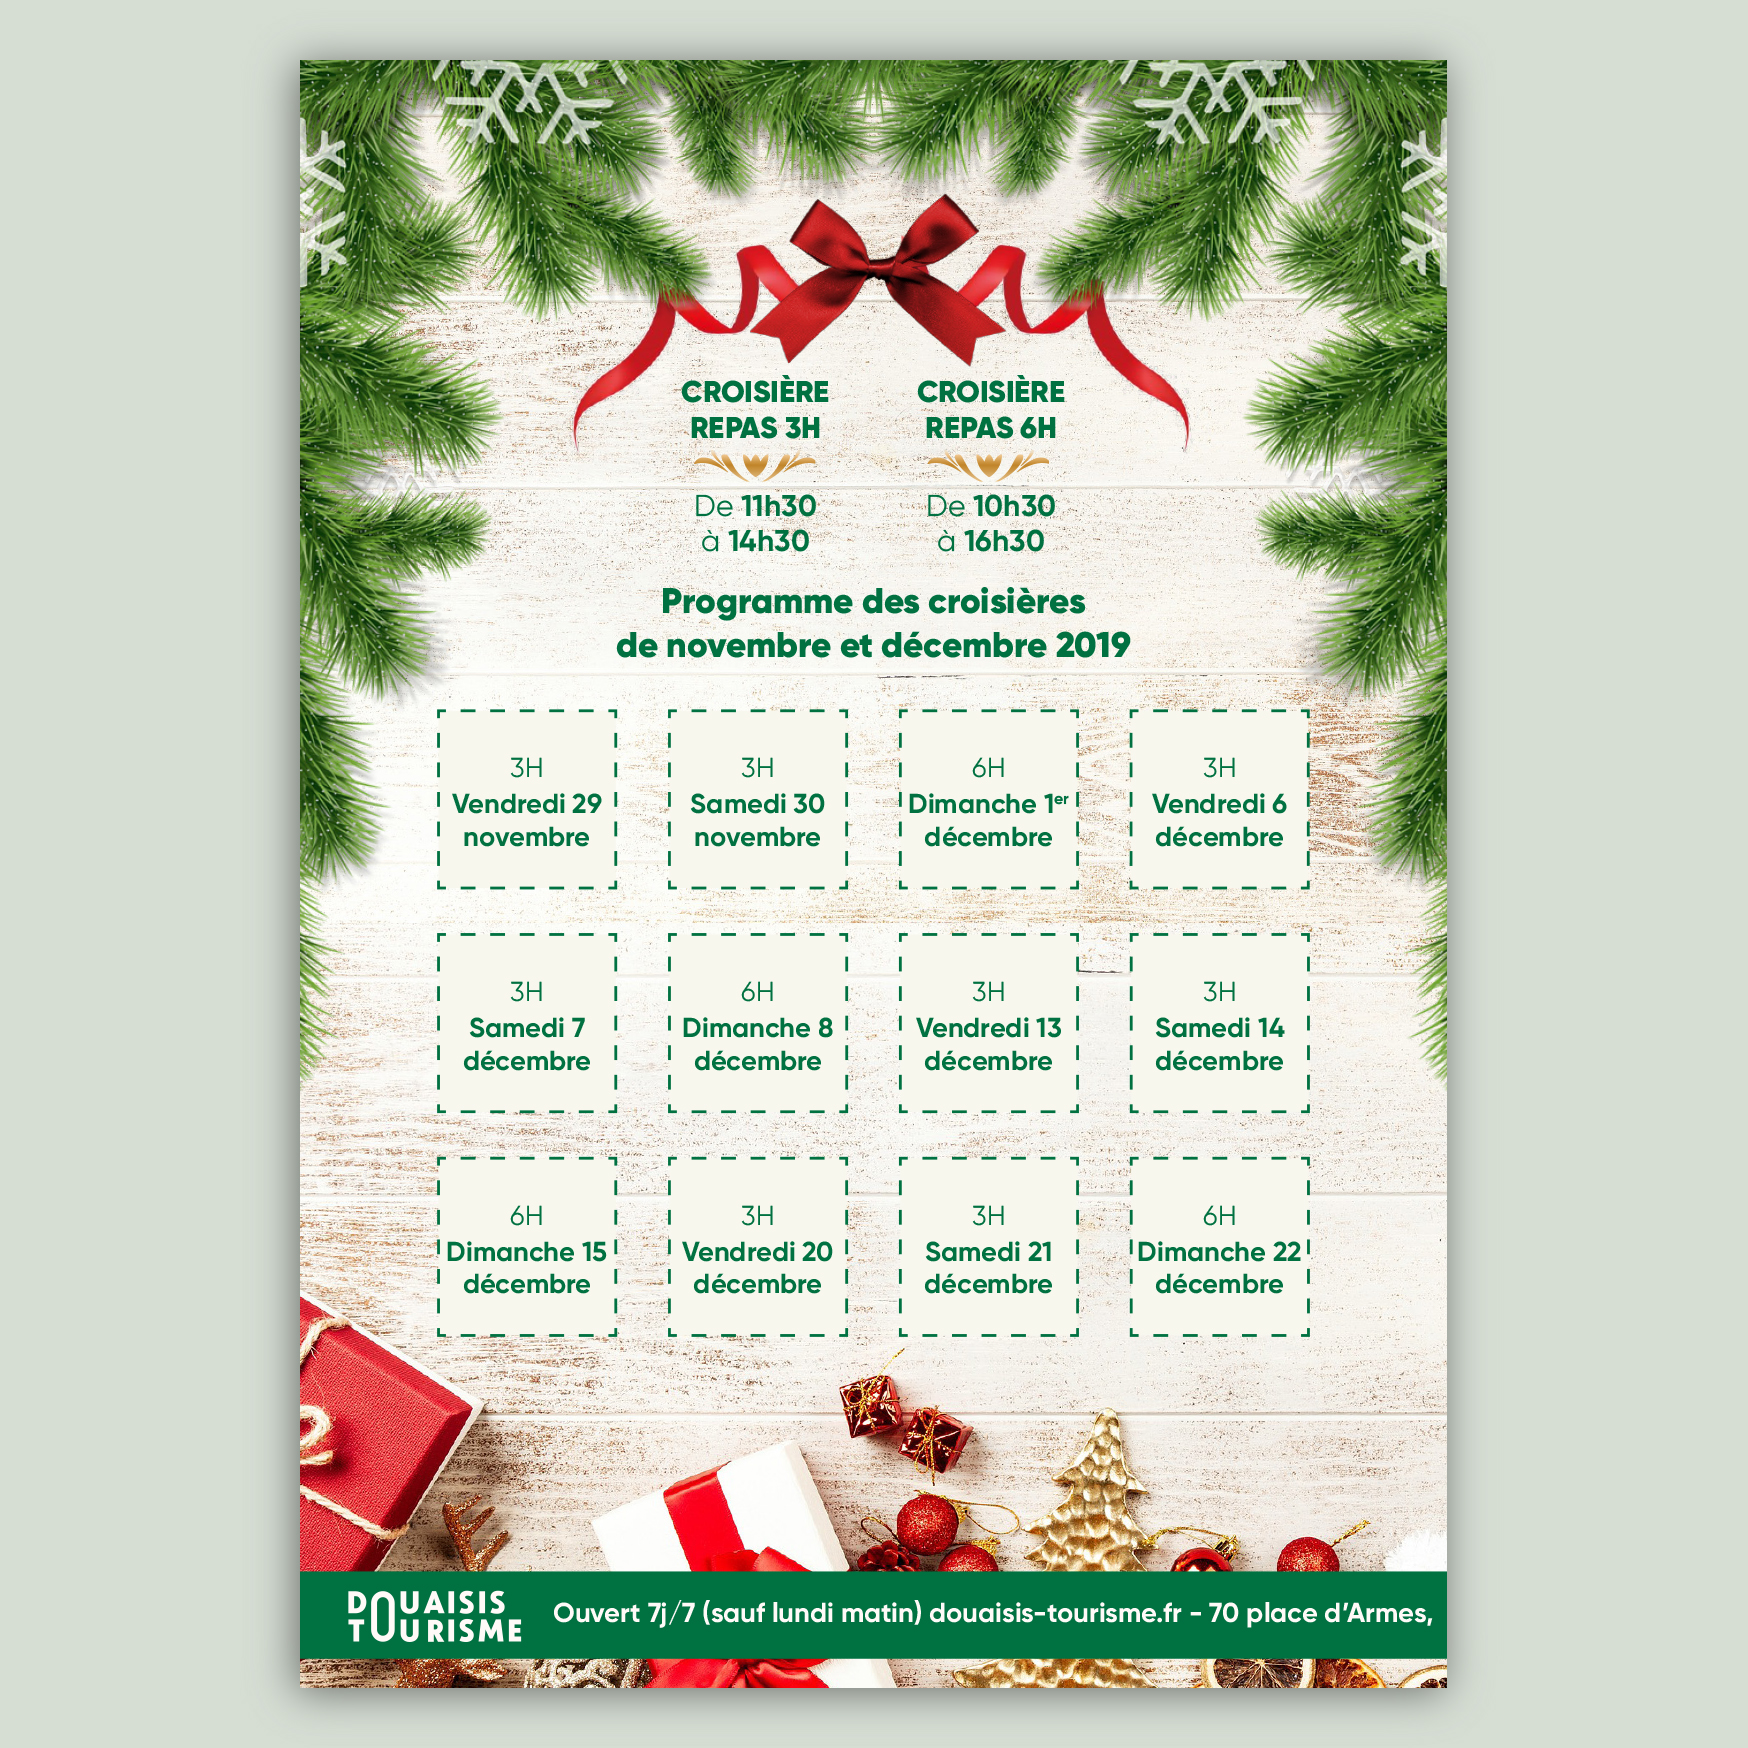 CROISIÈRE
REPAS 3H
De 11h30
à 14h30
CROISIÈRE
REPAS 6H
De 10h30
à 16h30
Programme des croisières
de novembre et décembre 2019
3H
Vendredi 29
novembre
3H
Samedi 30
novembre
6H
Dimanche 1er
décembre
3H
Vendredi 6
décembre
3H
Samedi 7
décembre
6H
Dimanche 8
décembre
3H
Vendredi 13
décembre
3H
Samedi 14
décembre
6H
Dimanche 15
décembre
3H
Vendredi 20
décembre
3H
Samedi 21
décembre
6H
Dimanche 22
décembre
DOUAISIS
TOURISME
Ouvert 7j/7 (sauf lundi matin) douaisis-tourisme.fr - 70 place d’Armes,